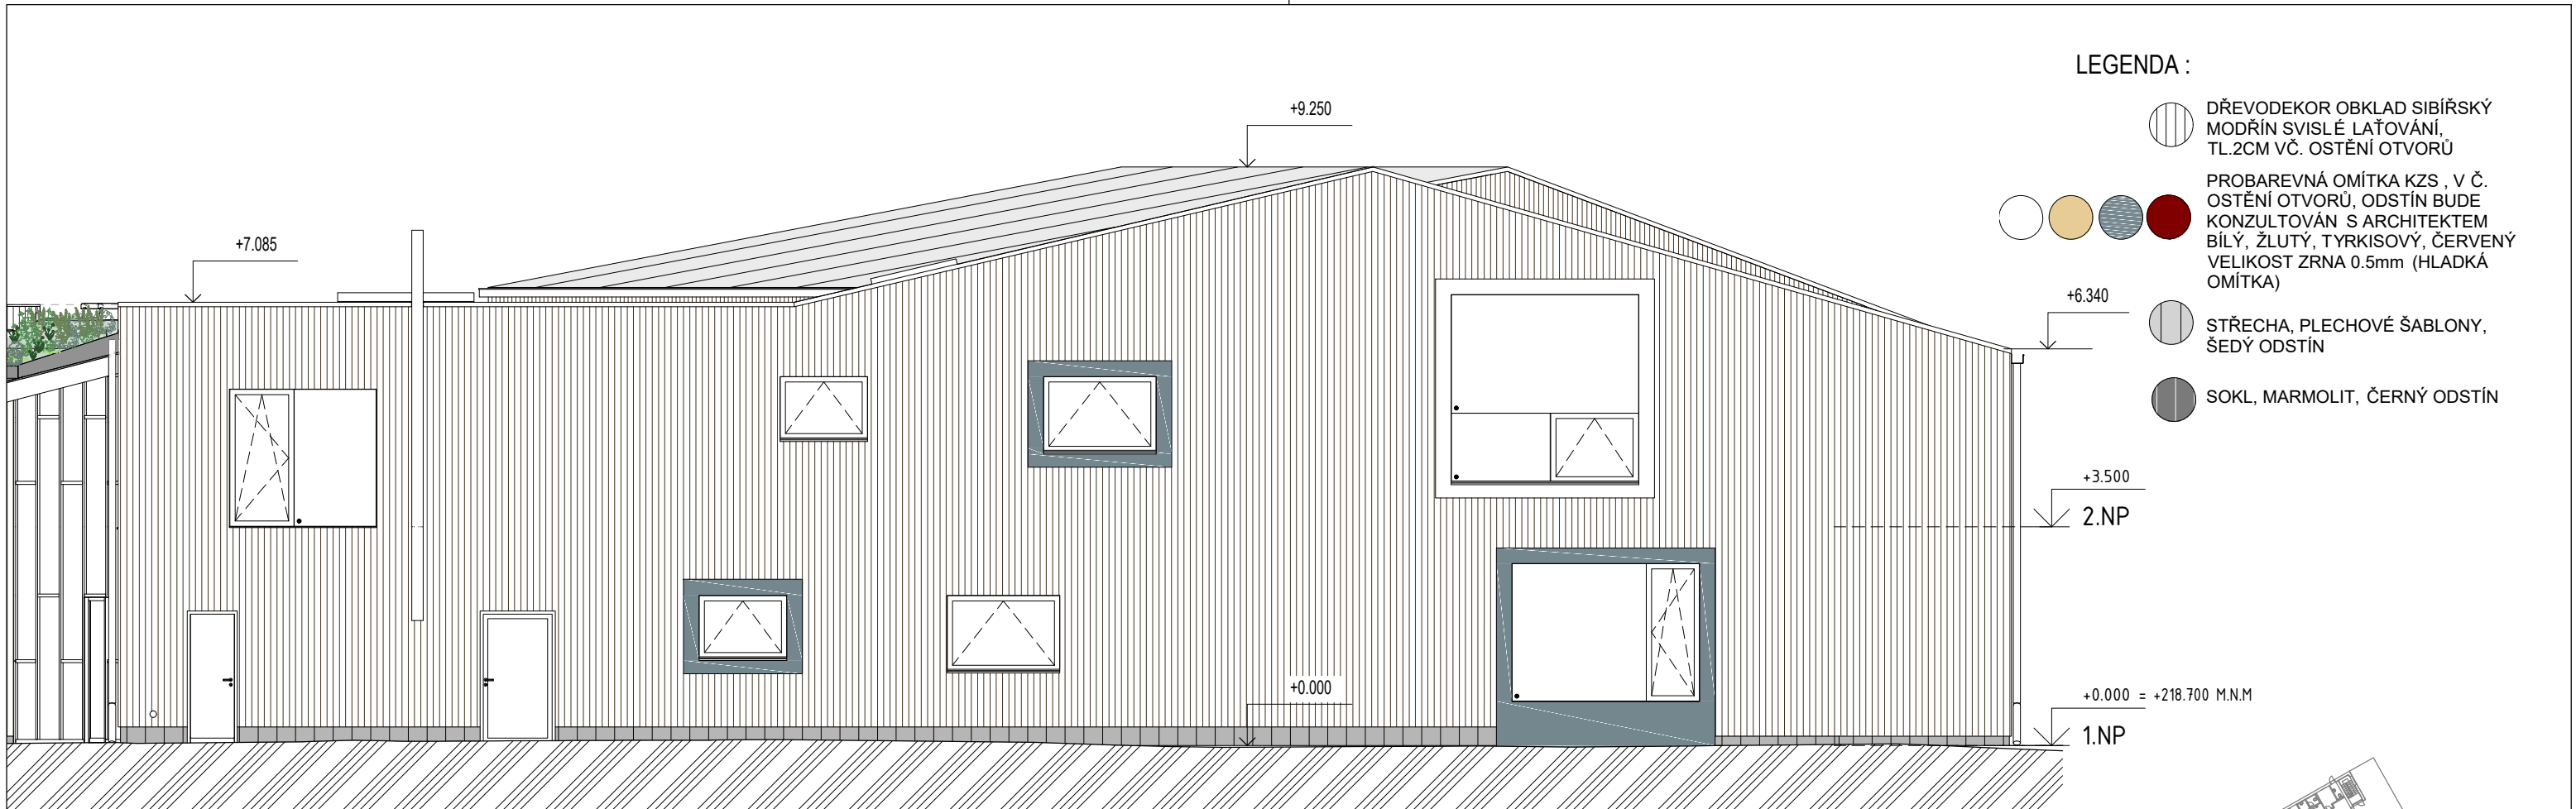 LEGENDA :
DŘEVODEKOR OBKLAD SIBÍŘSKÝ
MODŘÍN SVISLÉ LAŤOVÁNÍ,
TL.2CM VČ. OSTĚNÍ OTVORŮ
PROBAREVNÁ OMÍTKA KZS , V Č.
OSTĚNÍ OTVORŮ, ODSTÍN BUDE
KONZULTOVÁN S ARCHITEKTEM
BÍLÝ, ŽLUTÝ, TYRKISOVÝ, ČERVENÝ
VELIKOST ZRNA 0.5mm (HLADKÁ
OMÍTKA)
STŘECHA, PLECHOVÉ ŠABLONY,
ŠEDÝ ODSTÍN
SOKL, MARMOLIT, ČERNÝ ODSTÍN
+9.250
+7.085
+6.340
+3.500
2.NP
+0.000
+0.000 = +218.700 M.N.M
1.NP